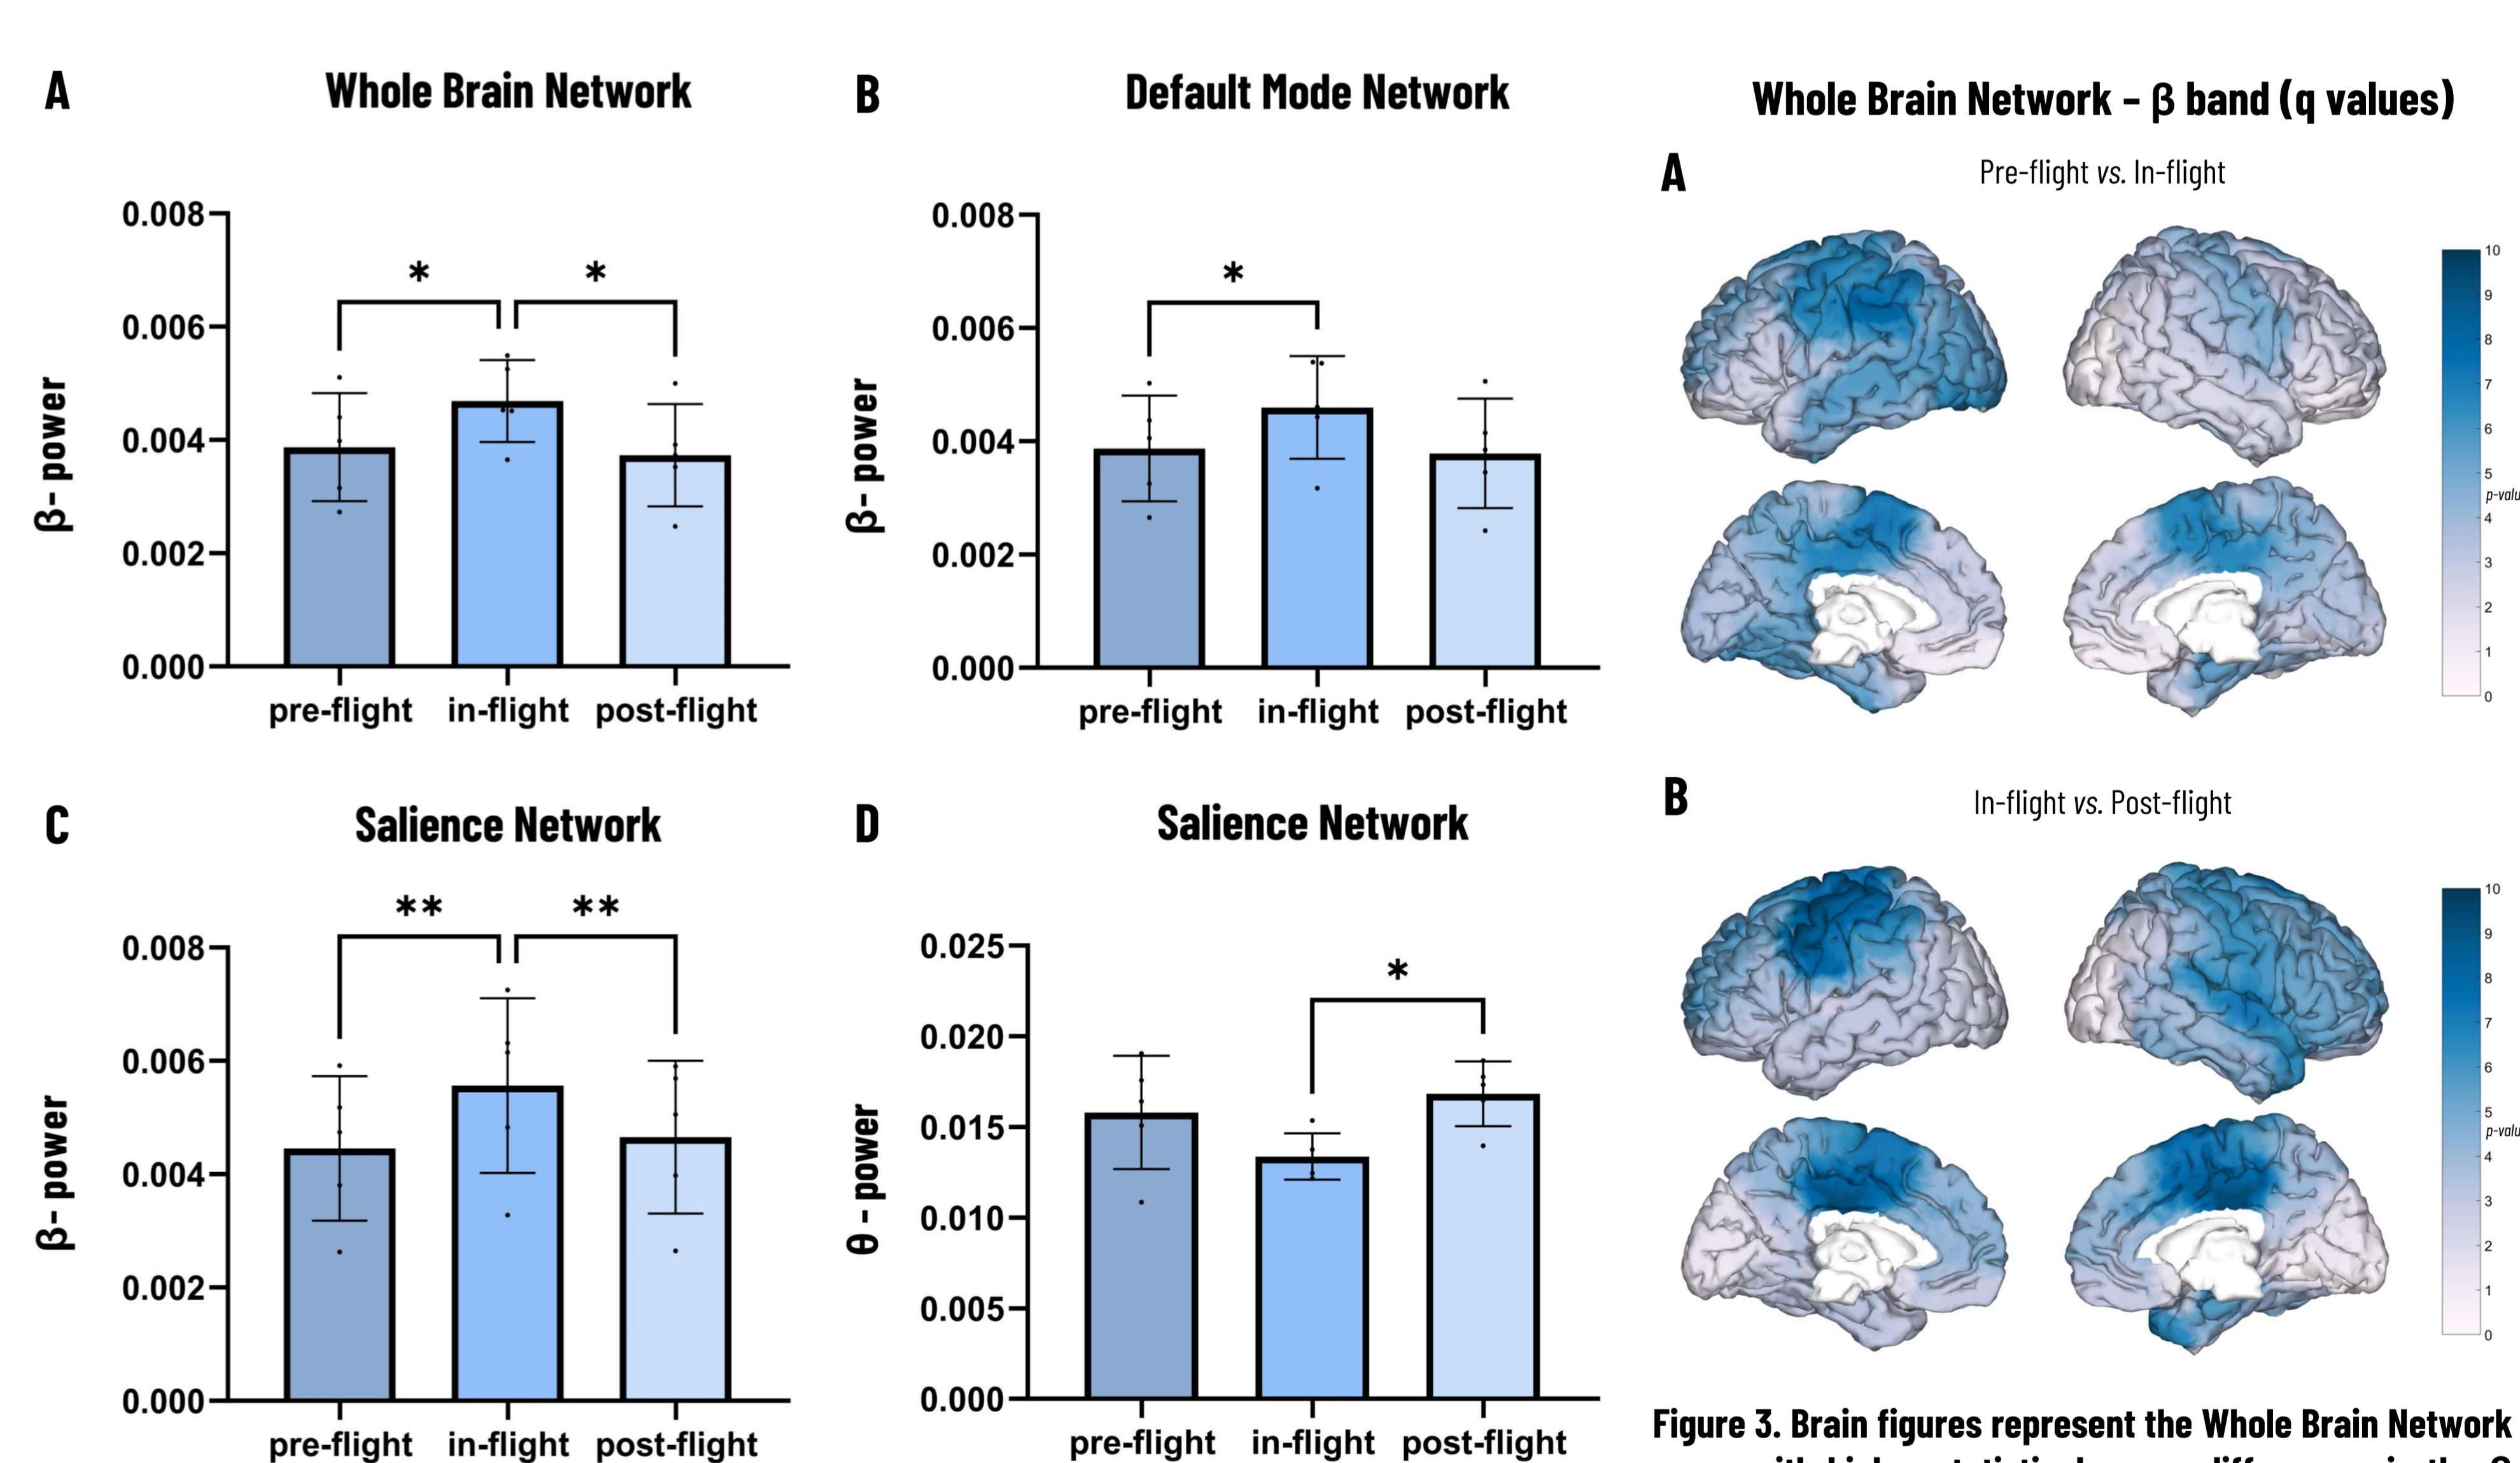 A
Whole Brain Network
0.008
0.006
0.004
0.002
0.000
β- power
*
*
pre-flight
in-flight
post-flight
B
Default Mode Network
0.008
0.006
0.004
0.002
0.000
β- power
*
pre-flight
in-flight
post-flight
C
Salience Network
0.008
0.006
0.004
0.002
0.000
β- power
**
**
pre-flight
in-flight
post-flight
D
Salience Network
0.025
0.020
0.015
0.010
0.005
0.000
θ - power
*
pre-flight
in-flight
post-flight
Whole Brain Network – β band (q values)
A
Pre-flight vs. In-flight
10
9
8
7
6
5
p-valu
4
3
2
1
0
B
In-flight vs. Post-flight
10
9
8
7
6
5
p-valu
4
3
2
1
0
Figure 3. Brain figures represent the Whole Brain Network